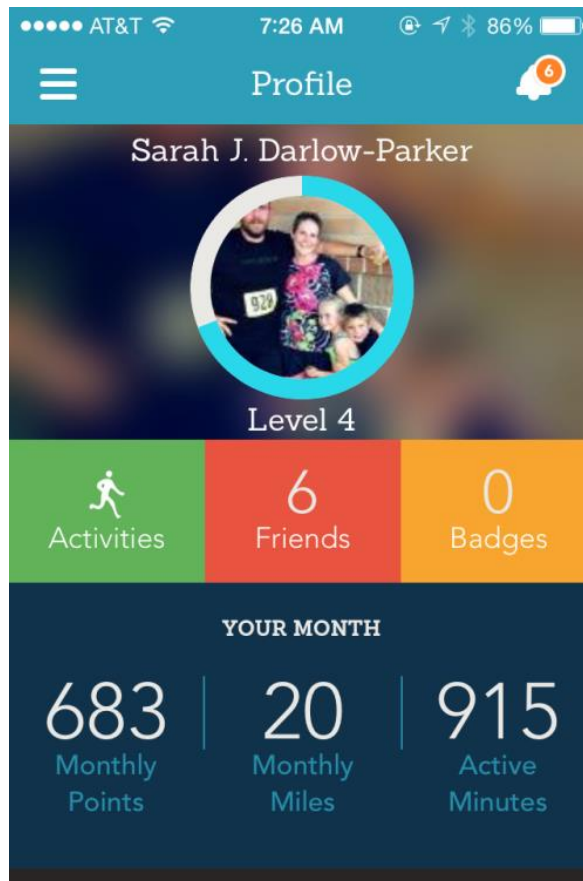 AT&T 7:26 AM 86%
Profile
6
Sarah J. Darlow-Parker
920
Level 4
Activities
6
Friends
0
Badges
YOUR MONTH
683
Monthly
Points
20
Monthly
Miles
915
Active
Minutes